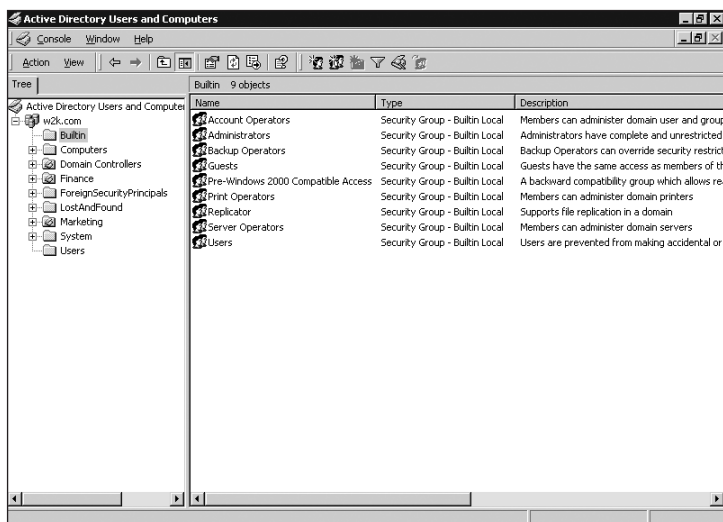 Active Directory Users and Computers
Console Window Help
Action View
Tree
Builtin 9 objects
Active Directory Users and Computer
w2k.com
Builtin
Computers
Domain Controllers
Finance
ForeignSecurityPrincipals
LostAndFound
Marketing
System
Users
Name Type Description
Account Operators Security Group - Builtin Local Members can administer domain user and group
Administrators Security Group - Builtin Local Administrators have complete and unrestricted
Backup Operators Security Group - Builtin Local Backup Operators can override security restrict
Guests Security Group - Builtin Local Guests have the same access as members of th
Pre-Windows 2000 Compatible Access Security Group - Builtin Local A backward compatibility group which allows re
Print Operators Security Group - Builtin Local Members can administer domain printers
Replicator Security Group - Builtin Local Supports file replication in a domain
Server Operators Security Group - Builtin Local Members can administer domain servers
Users Security Group - Builtin Local Users are prevented from making accidental or